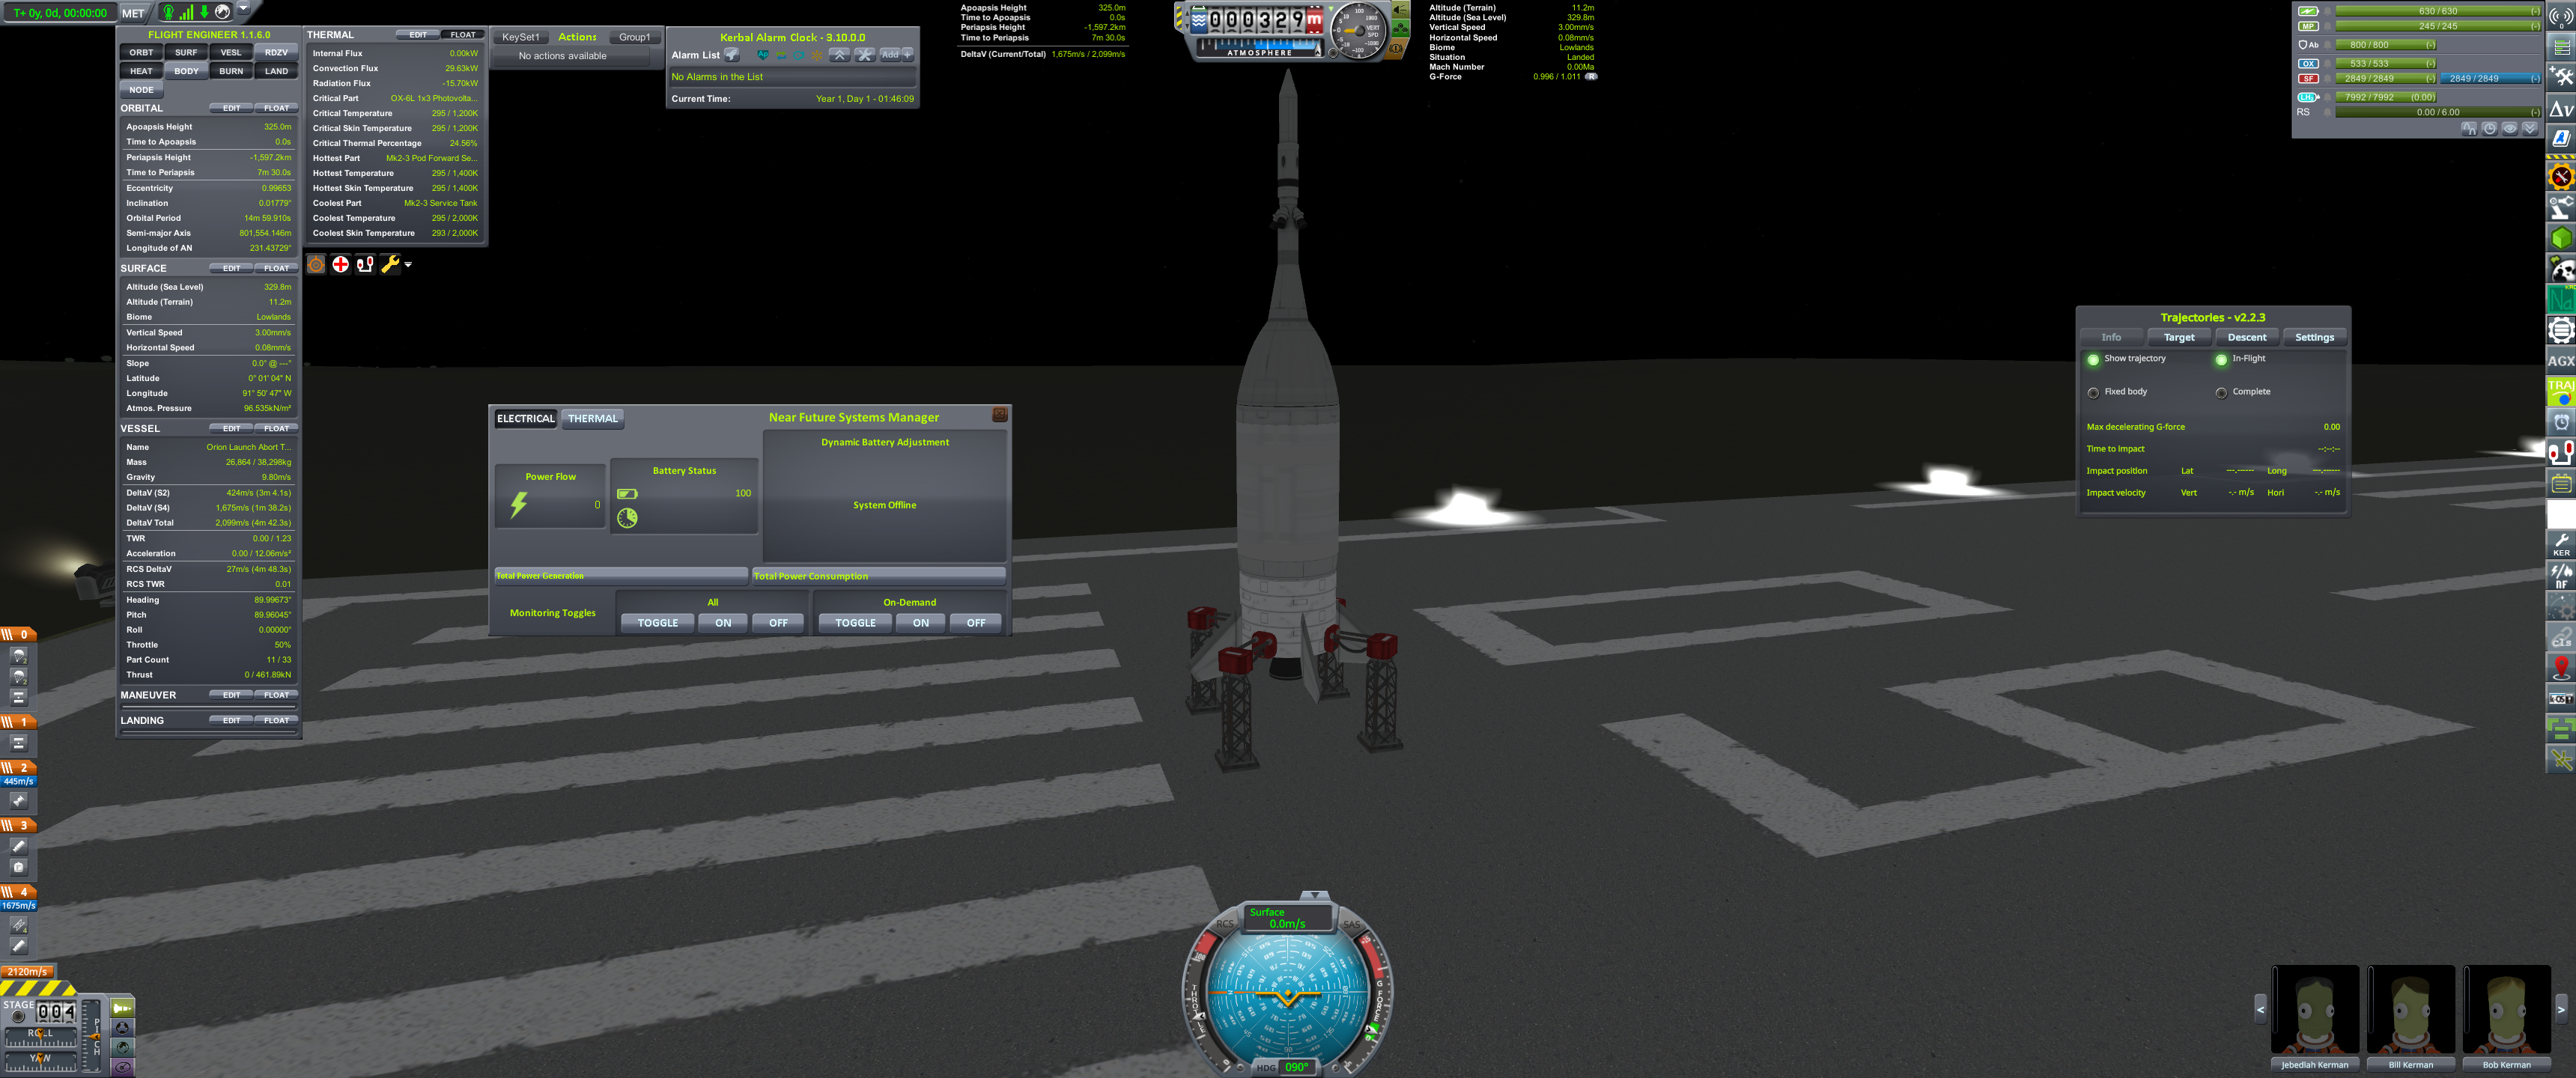 T+ 0y, 0d, 00:00:00 MET
FLIGHT ENGINEER 1.1.6.0
ORBT SURF VESL RDZV
HEAT BODY BURN LAND
NODE
ORBITAL EDIT FLOAT
Apoapsis Height 325.0m
Time to Apoapsis 0.0s
Periapsis Height -1,597.2km
Time to Periapsis 7m 30.0s
Eccentricity 0.99653
Inclination 0.01779°
Orbital Period 14m 59.910s
Semi-major Axis 801,554.146m
Longitude of AN 231.43729°
SURFACE EDIT FLOAT
Altitude (Sea Level) 329.8m
Altitude (Terrain) 11.2m
Biome Lowlands
Vertical Speed 3.00mm/s
Horizontal Speed 0.08mm/s
Slope 0.0° @ ---°
Latitude 0° 01' 04" N
Longitude 91° 50' 47" W
Atmos. Pressure 96.535kN/m²
VESSEL EDIT FLOAT
Name Orion Launch Abort T...
Mass 26,864 / 38,298kg
Gravity 9.80m/s²
DeltaV (S2) 424m/s (3m 4.1s)
DeltaV (S4) 1,675m/s (1m 38.2s)
DeltaV Total 2,099m/s (4m 42.3s)
TWR 0.00 / 1.23
Acceleration 0.00 / 12.06m/s²
RCS DeltaV 27m/s (4m 48.3s)
RCS TWR 0.01
Heading 89.99673°
Pitch 89.96045°
Roll 0.00000°
Throttle 50%
Part Count 11 / 33
Thrust 0 / 461.89kN
MANEUVER EDIT FLOAT
LANDING EDIT FLOAT
THERMAL EDIT FLOAT
Internal Flux 0.00kW
Convection Flux 29.63kW
Radiation Flux -15.70kW
Critical Part OX-6L 1x3 Photovolta...
Critical Temperature 295 / 1,200K
Critical Skin Temperature 295 / 1,200K
Critical Thermal Percentage 24.56%
Hottest Part Mk2-3 Pod Forward Se...
Hottest Temperature 295 / 1,400K
Hottest Skin Temperature 295 / 1,400K
Coolest Part Mk2-3 Service Tank
Coolest Temperature 295 / 2,000K
Coolest Skin Temperature 293 / 2,000K
KeySet1 Actions Group1
No actions available
Kerbal Alarm Clock - 3.10.0.0
Alarm List Add +
No Alarms in the List
Current Time: Year 1, Day 1 - 01:46:09
Apoapsis Height 325.0m
Time to Apoapsis 0.0s
Periapsis Height -1,597.2km
Time to Periapsis 7m 30.0s
DeltaV (Current/Total) 1,675m/s / 2,099m/s
000329m
ATMOSPHERE
VERT SPD
Altitude (Terrain) 11.2m
Altitude (Sea Level) 329.8m
Vertical Speed 3.00mm/s
Horizontal Speed 0.08mm/s
Biome Lowlands
Situation Landed
Mach Number 0.00Ma
G-Force 0.996 / 1.011 R
630 / 630 (-)
MP 245 / 245 (-)
Ab 800 / 800 (-)
OX 533 / 533 (-)
SF 2849 / 2849 (-) 2849 / 2849 (-)
7992 / 7992 (0.00)
RS 0.00 / 6.00 (-)
Δv
AGX
TRAJ
KER
NF
cls
Trajectories - v2.2.3
Info Target Descent Settings
Show trajectory In-Flight
Fixed body Complete
Max decelerating G-force 0.00
Time to Impact --:--:--
Impact position Lat ---.------ Long ---.------
Impact velocity Vert -.- m/s Hori -.- m/s
ELECTRICAL THERMAL Near Future Systems Manager
Power Flow
0
Battery Status
100
Dynamic Battery Adjustment
System Offline
Total Power Generation Total Power Consumption
Monitoring Toggles
All
TOGGLE ON OFF
On-Demand
TOGGLE ON OFF
0
1
2
445m/s
3
4
1675m/s
2120m/s
STAGE 004
ROLL
YAW
PITCH
RCS SAS
Surface
0.0m/s
HDG 090°
Jebediah Kerman
Bill Kerman
Bob Kerman